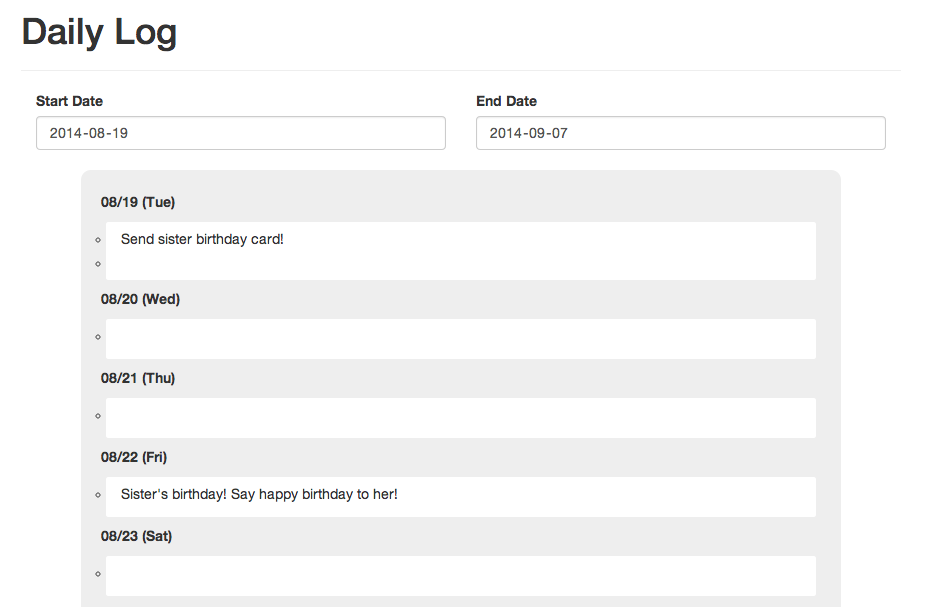 Daily Log
Start Date
End Date
2014-08-19
2014-09-07
08/19 (Tue)
Send sister birthday card!
08/20 (Wed)
08/21 (Thu)
08/22 (Fri)
Sister's birthday! Say happy birthday to her!
08/23 (Sat)